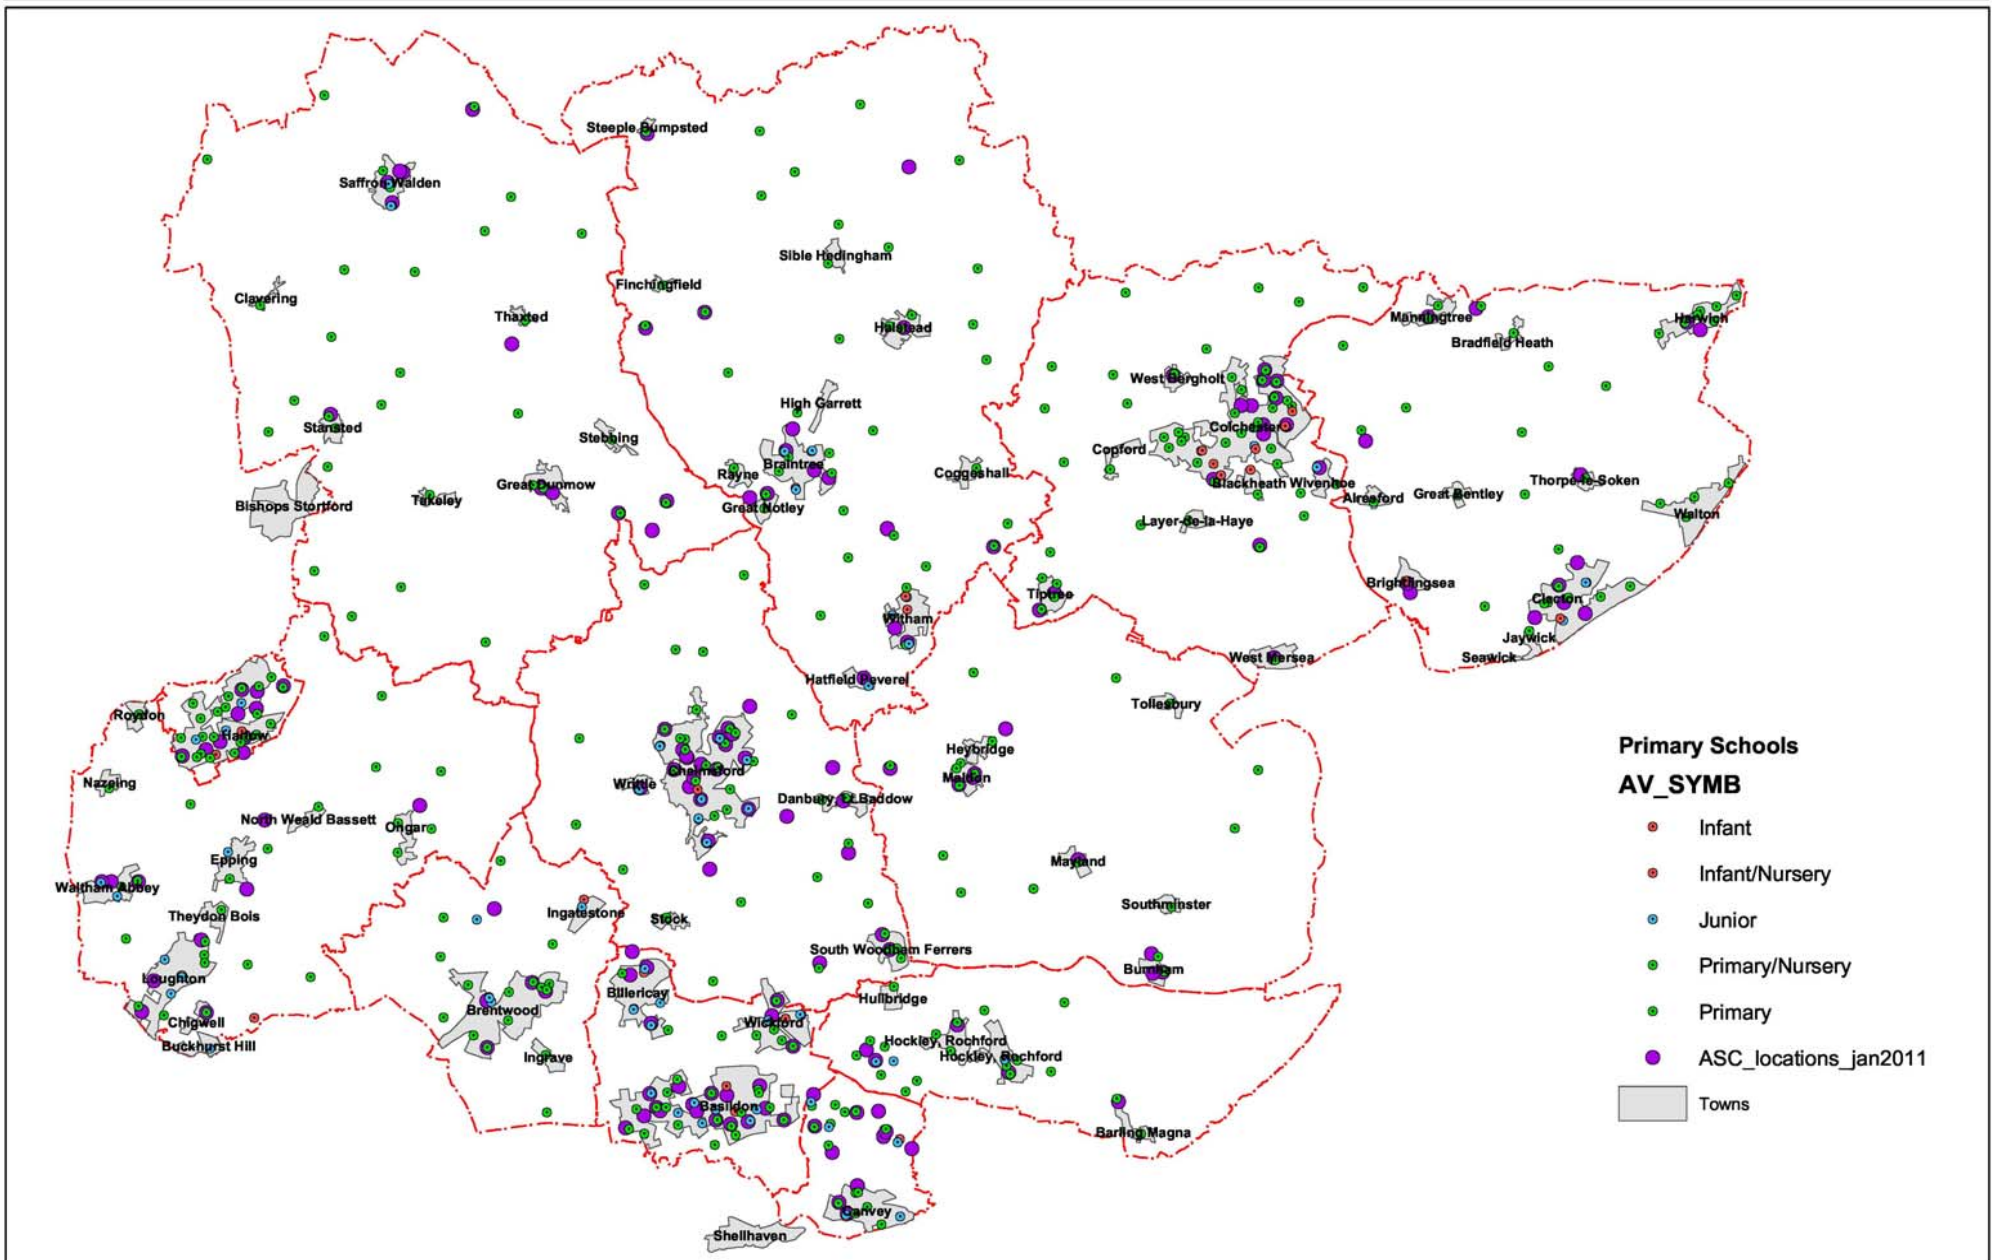 Steeple Bumpsted
Saffron Walden
Sible Hedingham
Finchingfield
Clavering
Thaxted
Halstead
Manningtree
Harwich
Bradfield Heath
West Bergholt
High Garrett
Stansted
Colchester
Stebbing
Copford
Braintree
Rayne
Coggeshall
Great Dunmow
Thorpe-le-Soken
Blackheath
Wivenhoe
Alresford
Great Bentley
Takeley
Bishops Stortford
Great Notley
Walton
Layer-de-la-Haye
Brightlingsea
Tiptree
Clacton
Witham
Jaywick
West Mersea
Seawick
Hatfield Peverel
Tollesbury
Roydon
Harlow
Heybridge
Primary Schools
Chelmsford
Maldon
Nazeing
Writtle
AV_SYMB
Danbury, Lt.Baddow
North Weald Bassett
Ongar
Infant
Epping
Mayland
Infant/Nursery
Waltham Abbey
Southminster
Ingatestone
Theydon Bois
Stock
Junior
South Woodham Ferrers
Primary/Nursery
Burnham
Loughton
Billericay
Hullbridge
Brentwood
Primary
Chigwell
Wickford
Hockley, Rochford
Buckhurst Hill
Ingrave
Hockley, Rochford
ASC_locations_jan2011
Towns
Basildon
Barling Magna
Canvey
Shellhaven